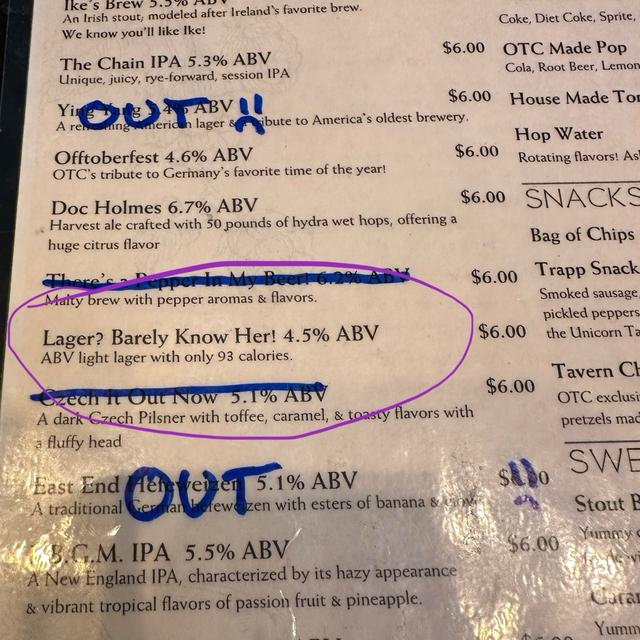 Ike's Brew 5.5% ABV
An Irish stout, modeled after Ireland's favorite brew.
We know you'll like Ike!
The Chain IPA 5.3% ABV $6.00
Unique, juicy, rye-forward, session IPA
Ying ABV $6.00
OUT
A American lager & tribute to America's oldest brewery.
Offtoberfest 4.6% ABV $6.00
OTC's tribute to Germany's favorite time of the year!
Doc Holmes 6.7% ABV $6.00
Harvest ale crafted with 50 pounds of hydra wet hops, offering a
huge citrus flavor
There's a Pepper In My Beer! 6.2% ABV $6.00
Malty brew with pepper aromas & flavors.
Lager? Barely Know Her! 4.5% ABV $6.00
ABV light lager with only 93 calories.
Czech It Out Now 5.1% ABV $6.00
A dark Czech Pilsner with toffee, caramel, & toasty flavors with
a fluffy head
East End Hefeweizen 5.1% ABV
OUT
A traditional German hefeweizen with esters of banana &
B.G.M. IPA 5.5% ABV $6.00
A New England IPA, characterized by its hazy appearance
& vibrant tropical flavors of passion fruit & pineapple.
Coke, Diet Coke, Sprite,
OTC Made Pop
Cola, Root Beer, Lemon
House Made
Hop Water
Rotating flavors!
SNACKS
Bag of Chips
Trapp Snack
Smoked sausage,
pickled peppers
the Unicorn
Tavern
OTC
pretzels
SWE
Stout
Yummy